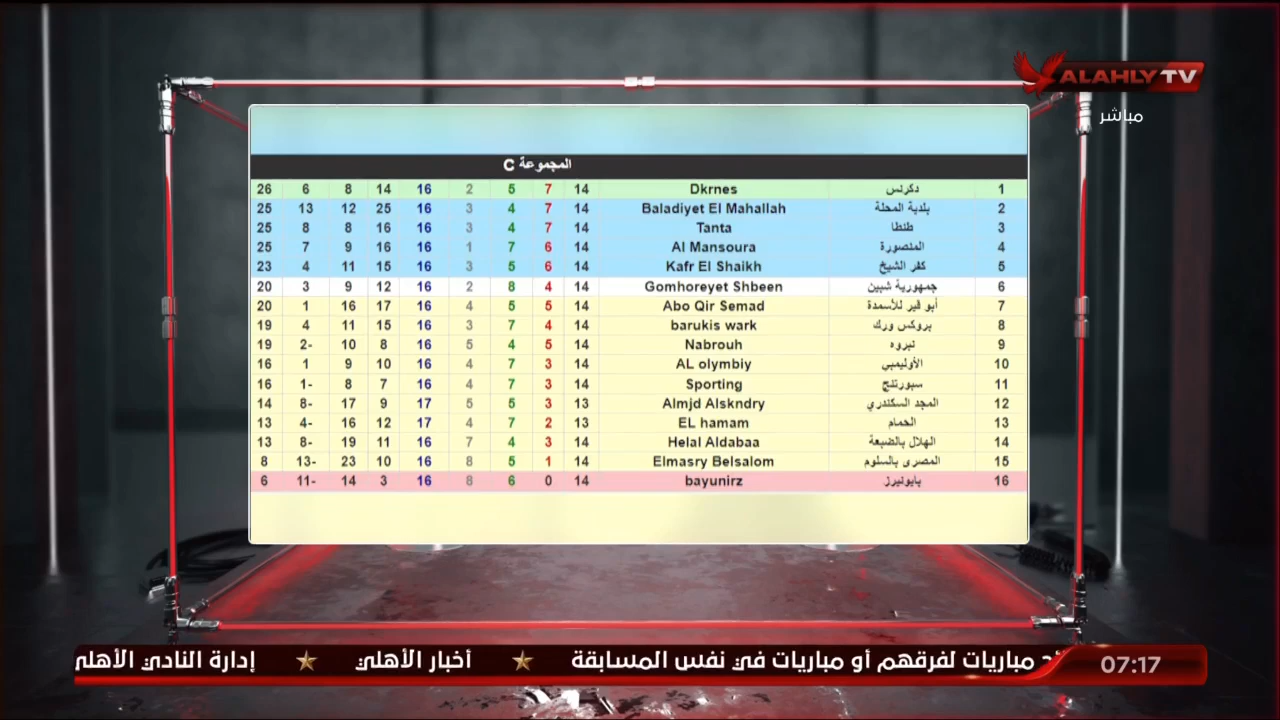 ALAHLY TV
مباشر
المجموعة C
26 6 8 14 16 2 5 7 14 Dkrnes دكرنس 1
25 13 12 25 16 3 4 7 14 Baladiyet El Mahallah بلدية المحلة 2
25 8 8 16 16 3 4 7 14 Tanta طنطا 3
25 7 9 16 16 1 7 6 14 Al Mansoura المنصورة 4
23 4 11 15 16 3 5 6 14 Kafr El Shaikh كفر الشيخ 5
20 3 9 12 16 2 8 4 14 Gomhoreyet Shbeen جمهورية شبين 6
20 1 16 17 16 4 5 5 14 Abo Qir Semad أبو قير للأسمدة 7
19 4 11 15 16 3 7 4 14 barukis wark بروكس ورك 8
19 2- 10 8 16 5 4 5 14 Nabrouh نبروه 9
16 1 9 10 16 4 7 3 14 AL olymbiy الأوليمبي 10
16 1- 8 7 16 4 7 3 14 Sporting سبورتنج 11
14 8- 17 9 17 5 5 3 13 Almjd Alskndry المجد السكندري 12
13 4- 16 12 17 4 7 2 13 EL hamam الحمام 13
13 8- 19 11 16 7 4 3 14 Helal Aldabaa الهلال بالضبعة 14
8 13- 23 10 16 8 5 1 14 Elmasry Belsalom المصرى بالسلوم 15
6 11- 14 3 16 8 6 0 14 bayunirz بايونيرز 16
مباريات لفرقهم أو مباريات في نفس المسابقة ★ أخبار الأهلي ★ إدارة النادي الأهلي
07:17